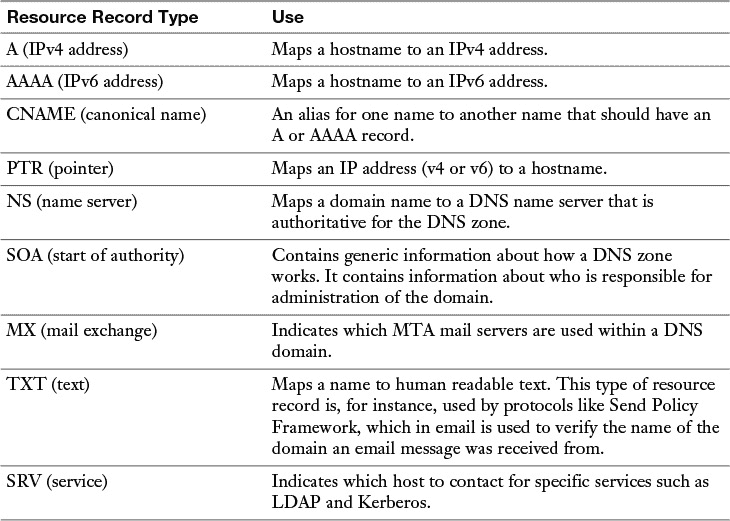 Resource Record Type Use
A (IPv4 address) Maps a hostname to an IPv4 address.
AAAA (IPv6 address) Maps a hostname to an IPv6 address.
CNAME (canonical name) An alias for one name to another name that should have an
A or AAAA record.
PTR (pointer) Maps an IP address (v4 or v6) to a hostname.
NS (name server) Maps a domain name to a DNS name server that is
authoritative for the DNS zone.
SOA (start of authority) Contains generic information about how a DNS zone
works. It contains information about who is responsible for
administration of the domain.
MX (mail exchange) Indicates which MTA mail servers are used within a DNS
domain.
TXT (text) Maps a name to human readable text. This type of resource
record is, for instance, used by protocols like Send Policy
Framework, which in email is used to verify the name of the
domain an email message was received from.
SRV (service) Indicates which host to contact for specific services such as
LDAP and Kerberos.